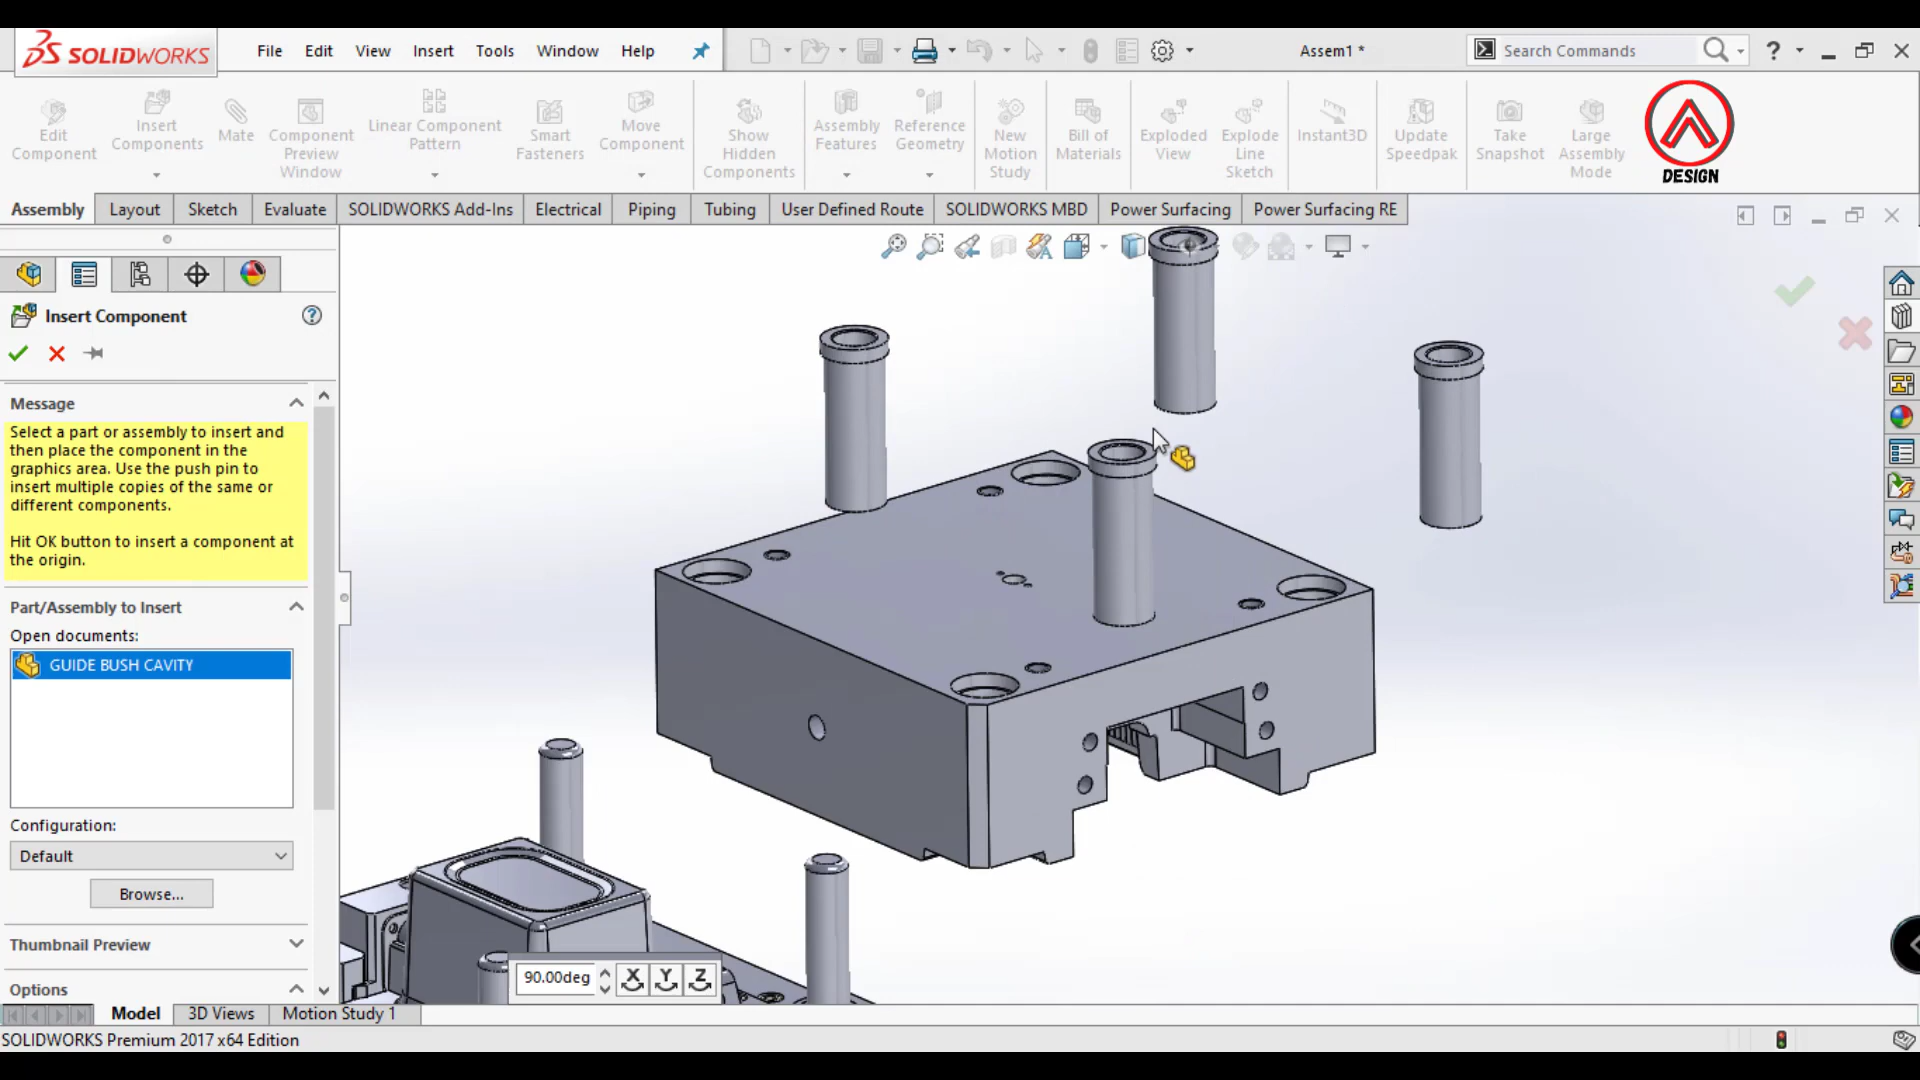 SOLIDWORKS
File Edit View Insert Tools Window Help
Assem1 *
Search Commands
?
Edit Component
Insert Components
Mate
Component Preview Window
Linear Component Pattern
Smart Fasteners
Move Component
Show Hidden Components
Assembly Features
Reference Geometry
New Motion Study
Bill of Materials
Exploded View
Explode Line Sketch
Instant3D
Update Speedpak
Take Snapshot
Large Assembly Mode
DESIGN
Assembly Layout Sketch Evaluate SOLIDWORKS Add-Ins Electrical Piping Tubing User Defined Route SOLIDWORKS MBD Power Surfacing Power Surfacing RE
Insert Component
?
Message
Select a part or assembly to insert and
then place the component in the
graphics area. Use the push pin to
insert multiple copies of the same or
different components.
Hit OK button to insert a component at
the origin.
Part/Assembly to Insert
Open documents:
GUIDE BUSH CAVITY
Configuration:
Default
Browse...
Thumbnail Preview
Options
90.00deg X Y Z
Model 3D Views Motion Study 1
SOLIDWORKS Premium 2017 x64 Edition